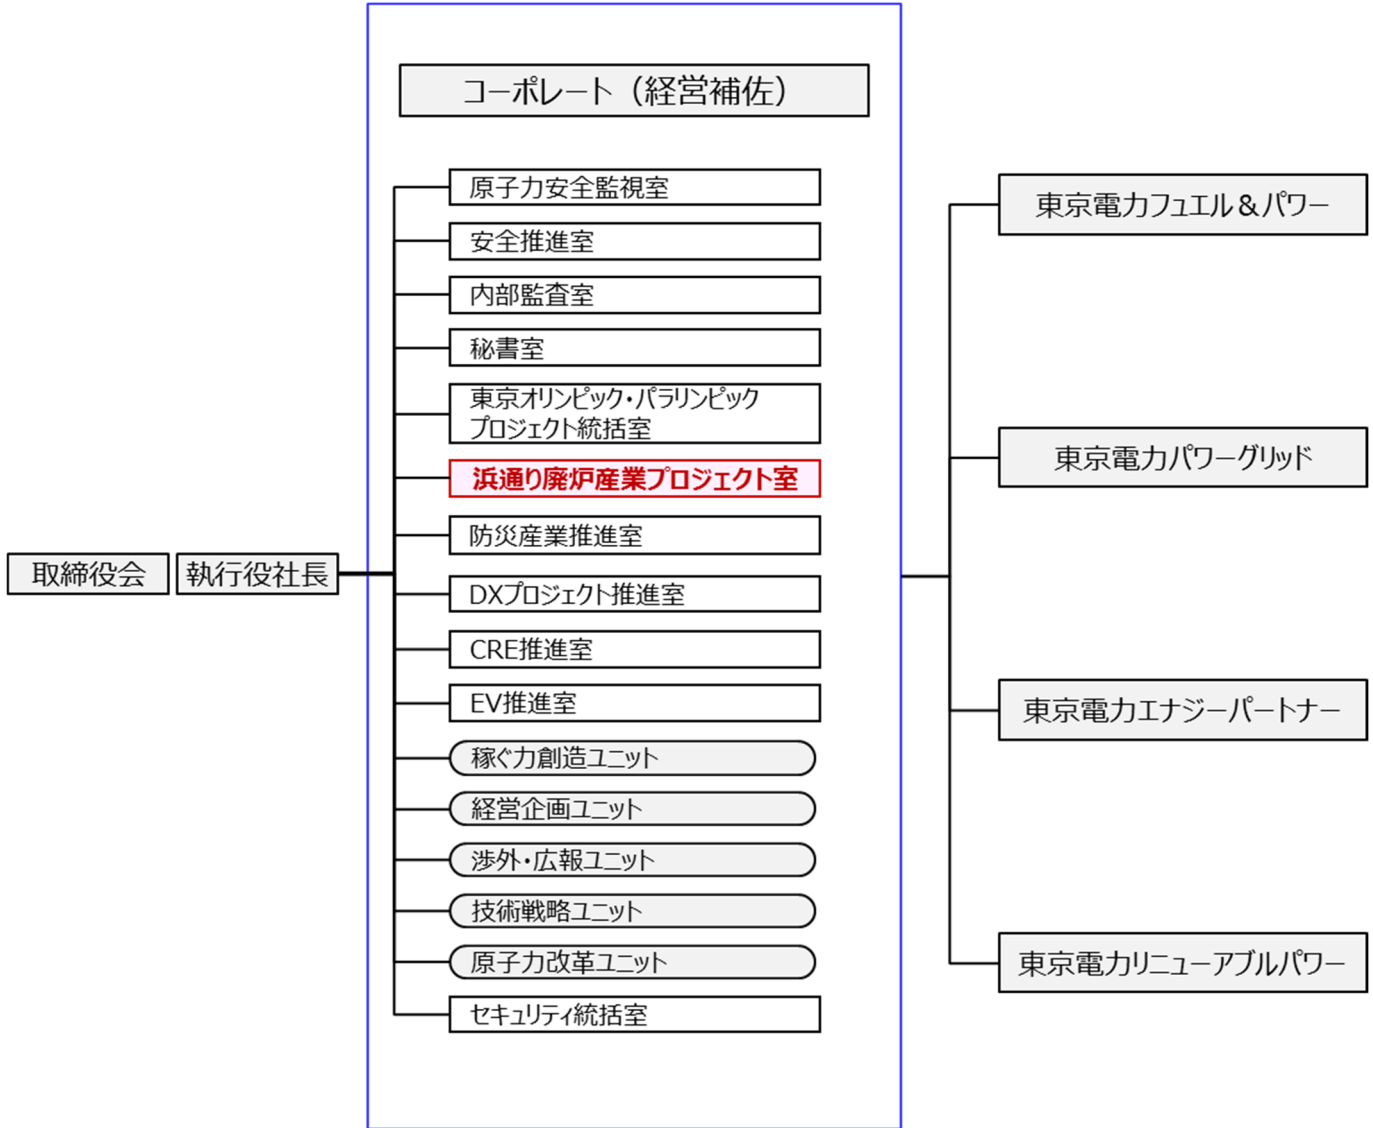 コーポレート（経営補佐）
原子力安全監視室
安全推進室
内部監査室
秘書室
東京オリンピック・パラリンピック
プロジェクト統括室
浜通り廃炉産業プロジェクト室
防災産業推進室
DXプロジェクト推進室
CRE推進室
EV推進室
稼ぐ力創造ユニット
経営企画ユニット
渉外・広報ユニット
技術戦略ユニット
原子力改革ユニット
セキュリティ統括室
取締役会
執行役社長
東京電力フュエル＆パワー
東京電力パワーグリッド
東京電力エナジーパートナー
東京電力リニューアブルパワー